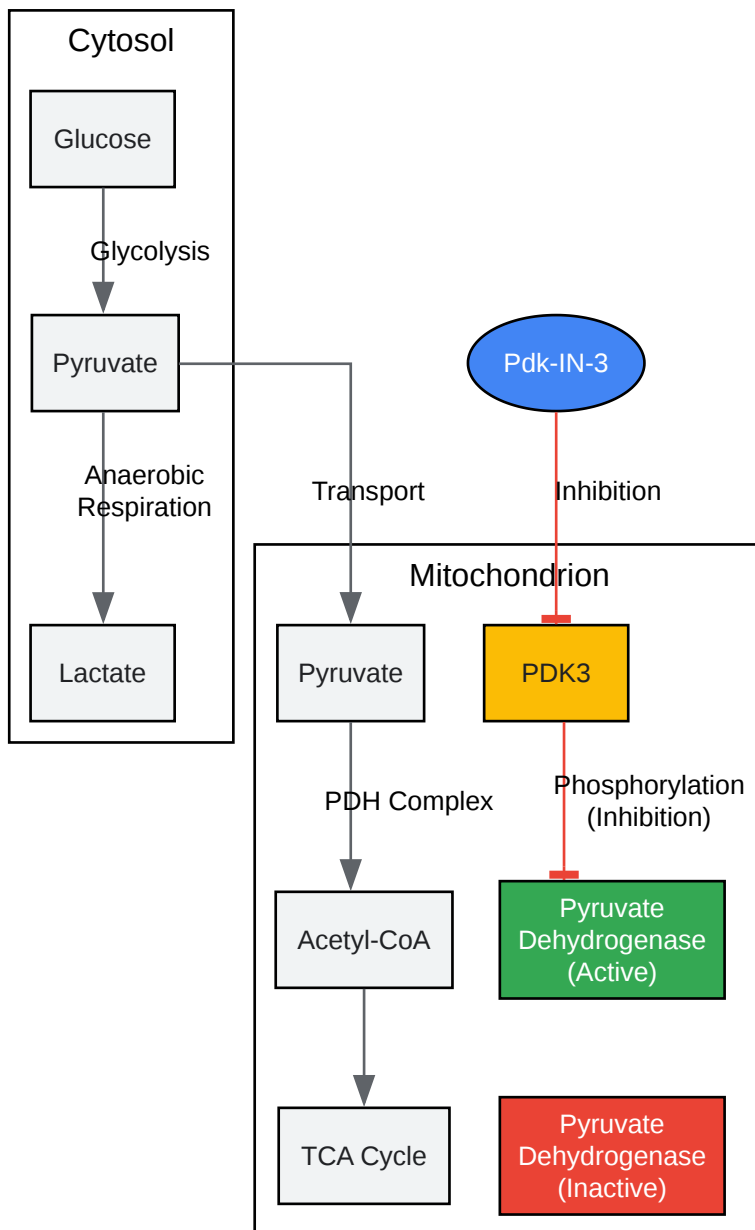 Cytosol
Glucose
Glycolysis
Pyruvate
Pdk-IN-3
Anaerobic
Respiration
Transport
Inhibition
Mitochondrion
Lactate
Pyruvate
PDK3
PDH Complex
Phosphorylation
(Inhibition)
Acetyl-CoA
Pyruvate
Dehydrogenase
(Active)
TCA Cycle
Pyruvate
Dehydrogenase
(Inactive)